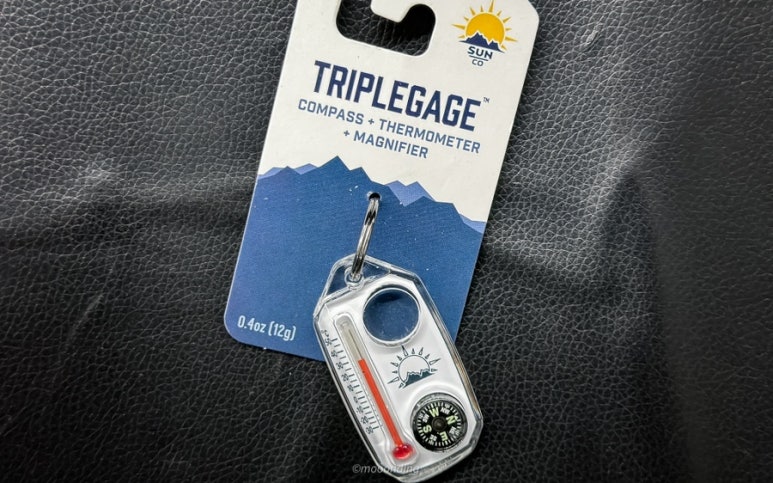 SUN
CO
TRIPLEGAGE™
COMPASS + THERMOMETER
+ MAGNIFIER
0.4oz (12g)
W
N
S
E